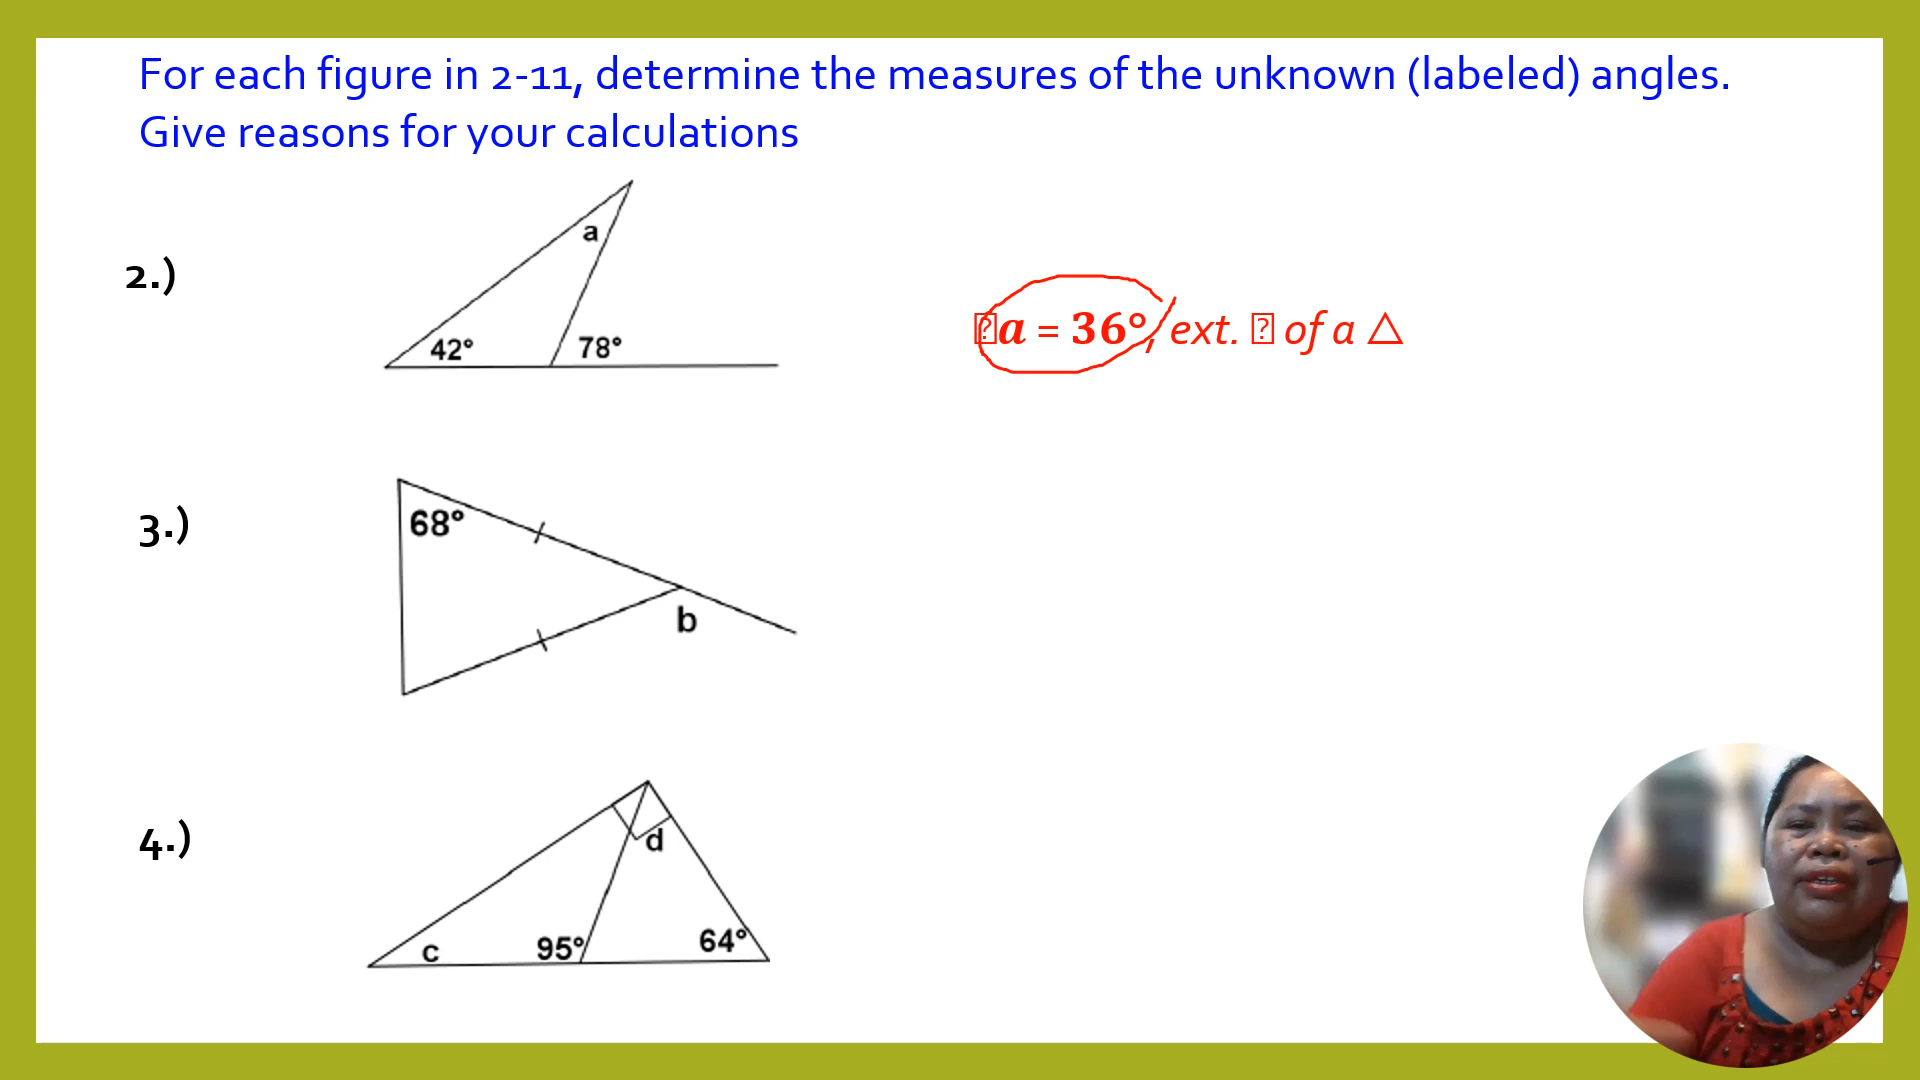 For each figure in 2-11, determine the measures of the unknown (labeled) angles.
Give reasons for your calculations
2.)
a
42°
78°
⍰a = 36°, ext. ⍰ of a △
3.)
68°
b
4.)
d
c
95°
64°